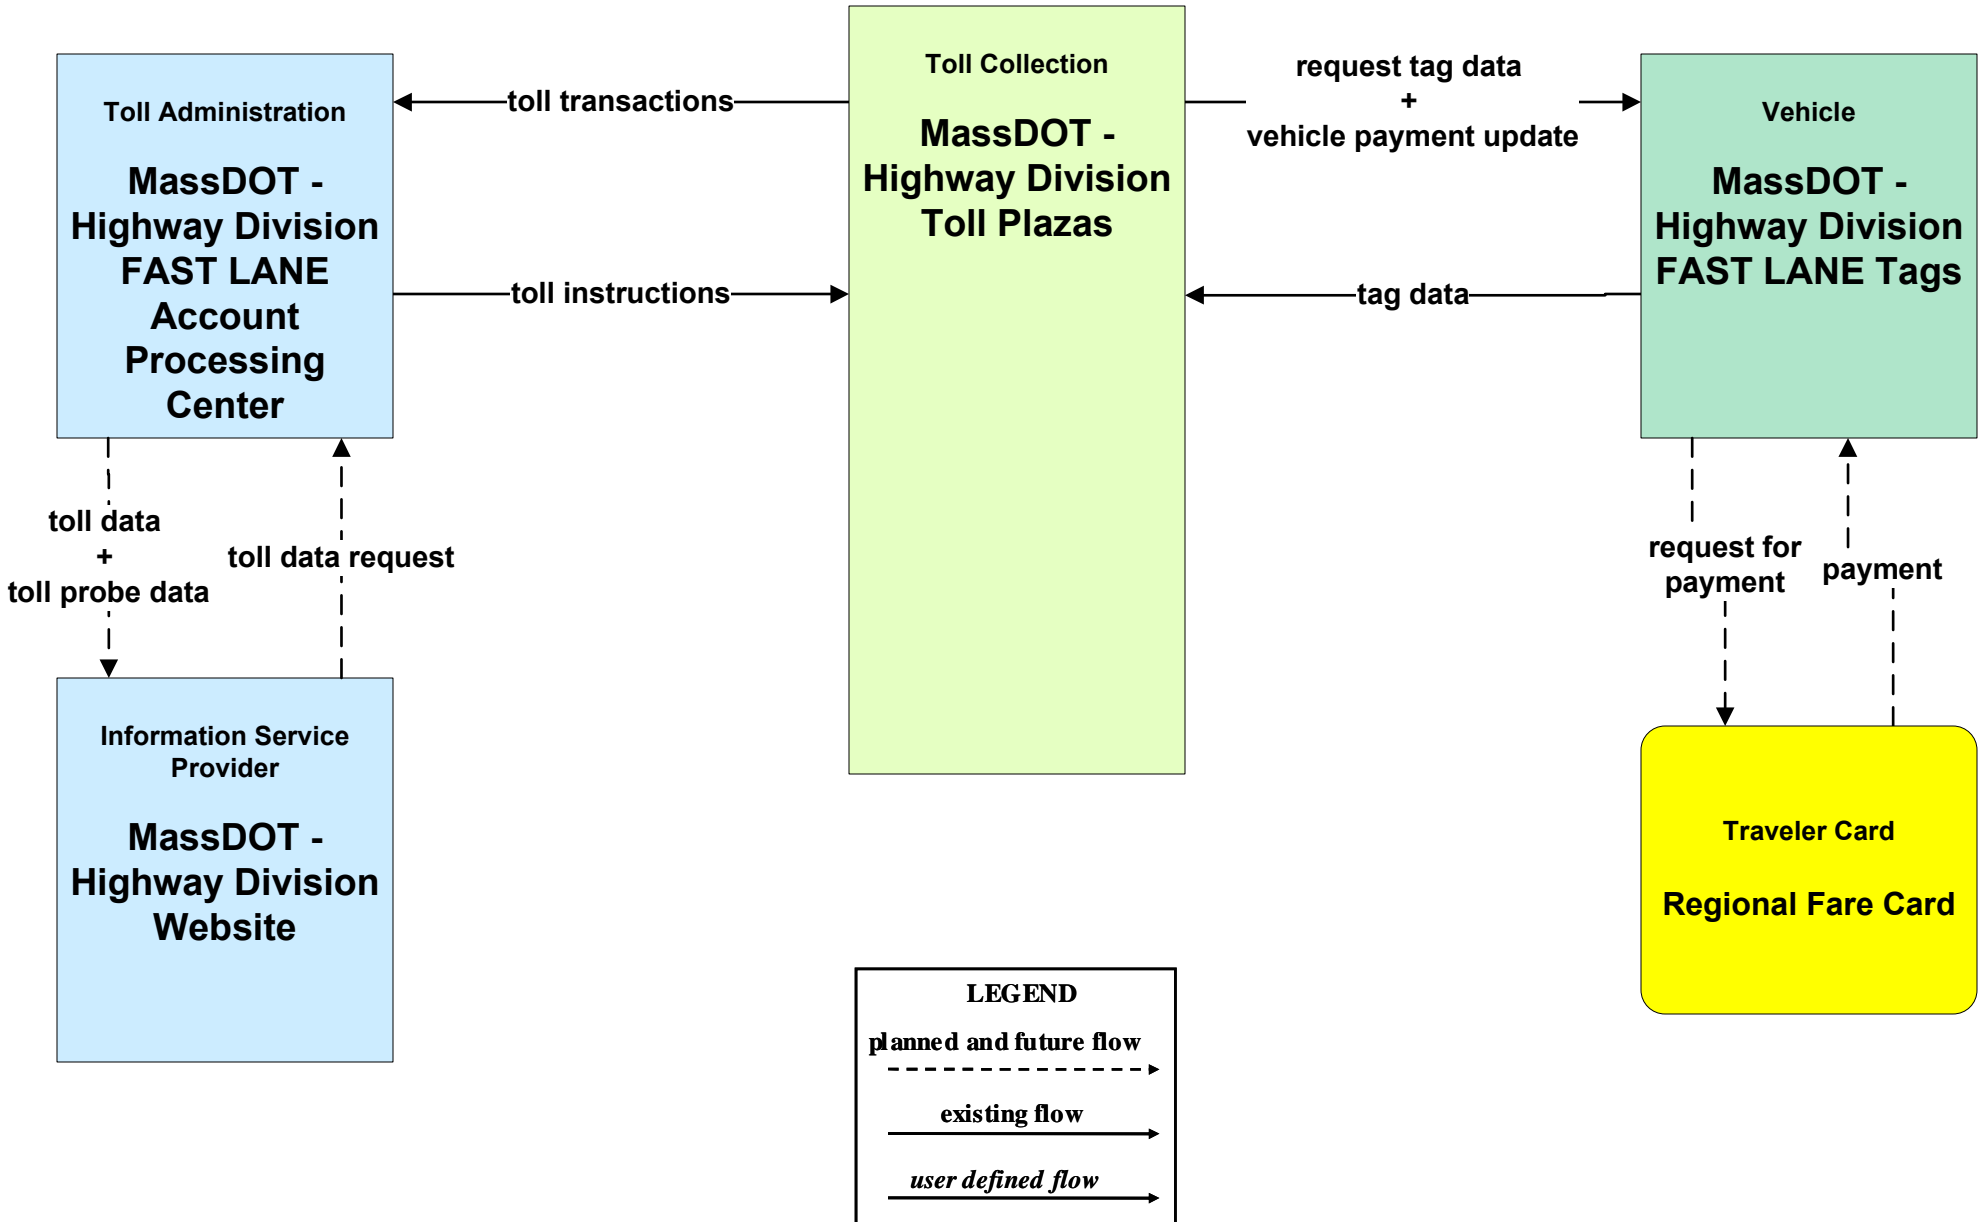 Toll Administration
MassDOT -
Highway Division
FAST LANE
Account
Processing
Center
toll transactions
toll instructions
Toll Collection
MassDOT -
Highway Division
Toll Plazas
request tag data
+
vehicle payment update
tag data
Vehicle
MassDOT -
Highway Division
FAST LANE Tags
toll data
+
toll probe data
toll data request
request for
payment
payment
Information Service
Provider
MassDOT -
Highway Division
Website
Traveler Card
Regional Fare Card
LEGEND
planned and future flow
existing flow
user defined flow